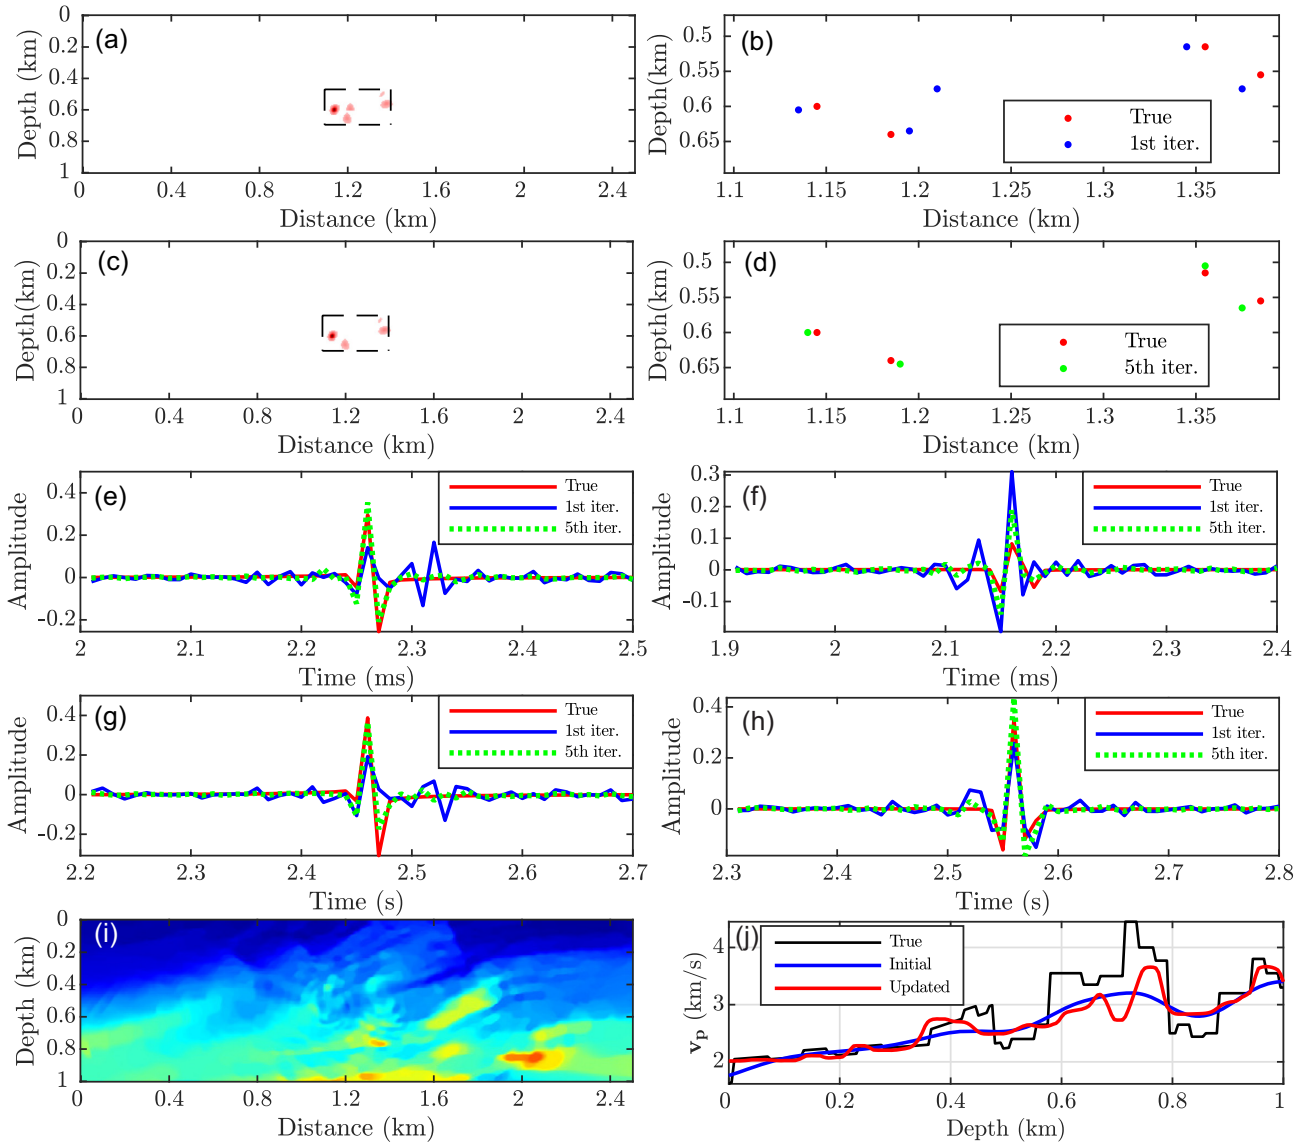 (a)
Depth (km)
0
0.2
0.4
0.6
0.8
1
0 0.4 0.8 1.2 1.6 2 2.4
Distance (km)
(b)
Depth(km)
0.5
0.55
0.6
0.65
True
1st iter.
1.1 1.15 1.2 1.25 1.3 1.35
Distance (km)
(c)
Depth(km)
0
0.2
0.4
0.6
0.8
1
0 0.4 0.8 1.2 1.6 2 2.4
Distance (km)
(d)
Depth(km)
0.5
0.55
0.6
0.65
True
5th iter.
1.1 1.15 1.2 1.25 1.3 1.35
Distance (km)
(e)
Amplitude
0.4
0.2
0
-0.2
True
1st iter.
5th iter.
2 2.1 2.2 2.3 2.4 2.5
Time (ms)
(f)
Amplitude
0.3
0.2
0.1
0
-0.1
True
1st iter.
5th iter.
1.9 2 2.1 2.2 2.3 2.4
Time (ms)
(g)
Amplitude
0.4
0.2
0
-0.2
True
1st iter.
5th iter.
2.2 2.3 2.4 2.5 2.6 2.7
Time (s)
(h)
Amplitude
0.4
0.2
0
True
1st iter.
5th iter.
2.3 2.4 2.5 2.6 2.7 2.8
Time (s)
(i)
Depth (km)
0
0.2
0.4
0.6
0.8
1
0 0.4 0.8 1.2 1.6 2 2.4
Distance (km)
(j)
vp (km/s)
4
3
2
True
Initial
Updated
0 0.2 0.4 0.6 0.8 1
Depth (km)